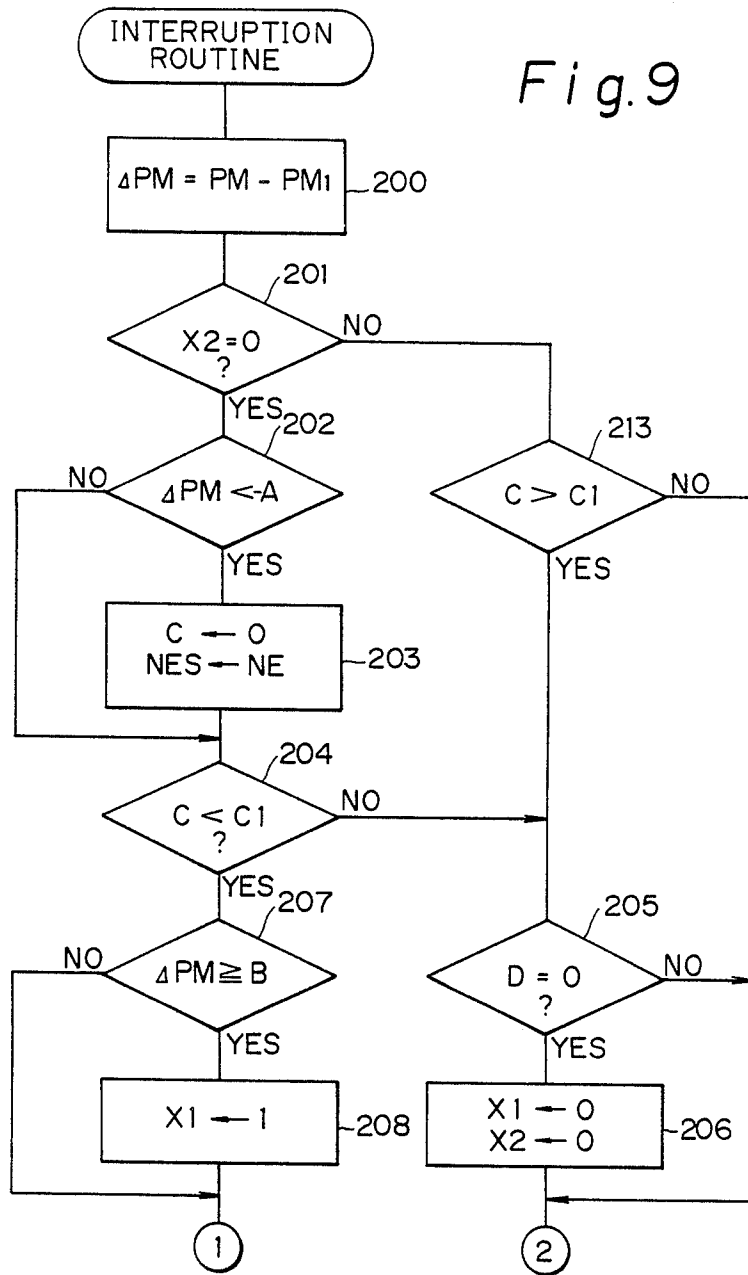 INTERRUPTION
ROUTINE
Fig.9
ΔPM = PM - PM1
200
201
X2=0
?
NO
YES
202
213
NO
ΔPM <-A
C > C1
NO
YES
YES
C ← 0
NES ← NE
203
204
C < C1
?
NO
YES
207
205
NO
ΔPM ≧ B
D = 0
?
NO
YES
YES
X1 ← 1
208
X1 ← 0
X2 ← 0
206
1
2